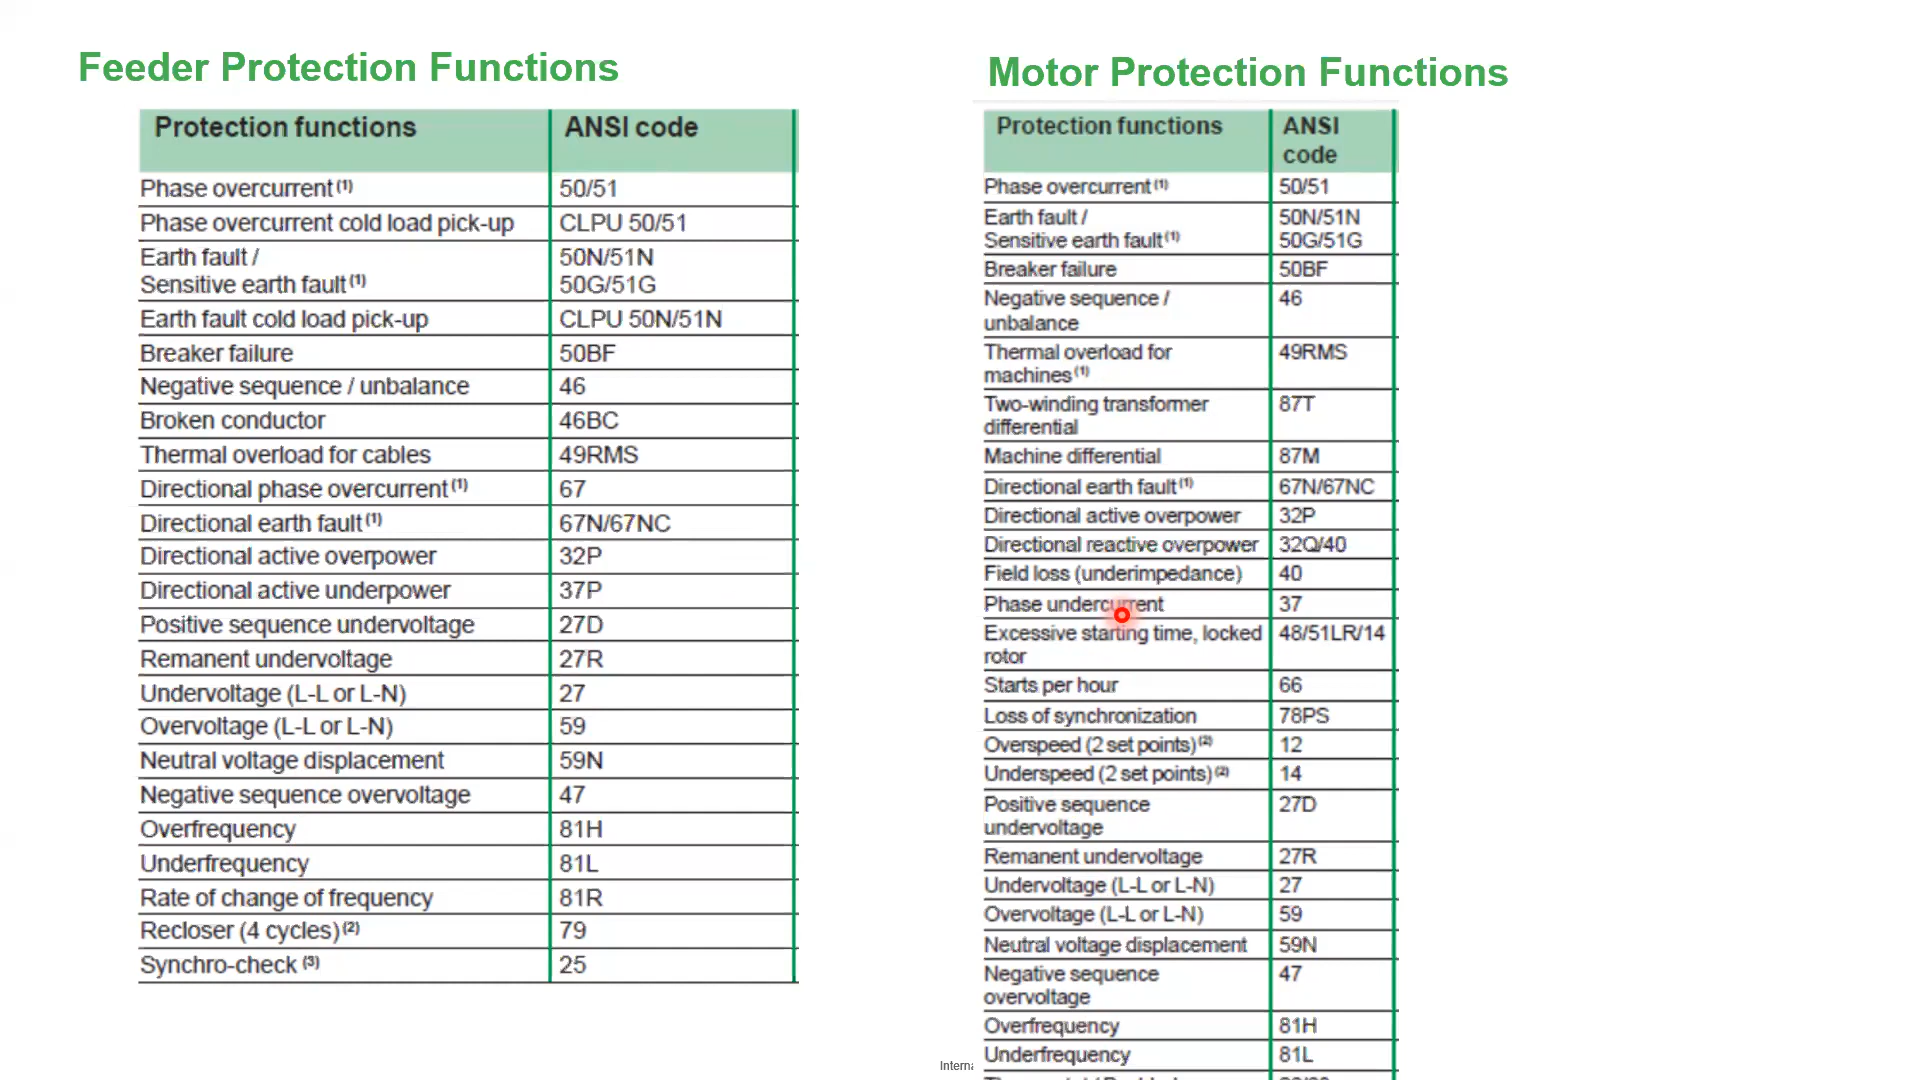 Feeder Protection Functions
Protection functions ANSI code
Phase overcurrent (1) 50/51
Phase overcurrent cold load pick-up CLPU 50/51
Earth fault / 50N/51N
Sensitive earth fault (1) 50G/51G
Earth fault cold load pick-up CLPU 50N/51N
Breaker failure 50BF
Negative sequence / unbalance 46
Broken conductor 46BC
Thermal overload for cables 49RMS
Directional phase overcurrent (1) 67
Directional earth fault (1) 67N/67NC
Directional active overpower 32P
Directional active underpower 37P
Positive sequence undervoltage 27D
Remanent undervoltage 27R
Undervoltage (L-L or L-N) 27
Overvoltage (L-L or L-N) 59
Neutral voltage displacement 59N
Negative sequence overvoltage 47
Overfrequency 81H
Underfrequency 81L
Rate of change of frequency 81R
Recloser (4 cycles) (2) 79
Synchro-check (3) 25
Motor Protection Functions
Protection functions ANSI
code
Phase overcurrent (1) 50/51
Earth fault / 50N/51N
Sensitive earth fault (1) 50G/51G
Breaker failure 50BF
Negative sequence / 46
unbalance
Thermal overload for 49RMS
machines (1)
Two-winding transformer 87T
differential
Machine differential 87M
Directional earth fault (1) 67N/67NC
Directional active overpower 32P
Directional reactive overpower 32Q/40
Field loss (underimpedance) 40
Phase undercurrent 37
Excessive starting time, locked 48/51LR/14
rotor
Starts per hour 66
Loss of synchronization 78PS
Overspeed (2 set points) (2) 12
Underspeed (2 set points) (2) 14
Positive sequence 27D
undervoltage
Remanent undervoltage 27R
Undervoltage (L-L or L-N) 27
Overvoltage (L-L or L-N) 59
Neutral voltage displacement 59N
Negative sequence 47
overvoltage
Overfrequency 81H
Underfrequency 81L